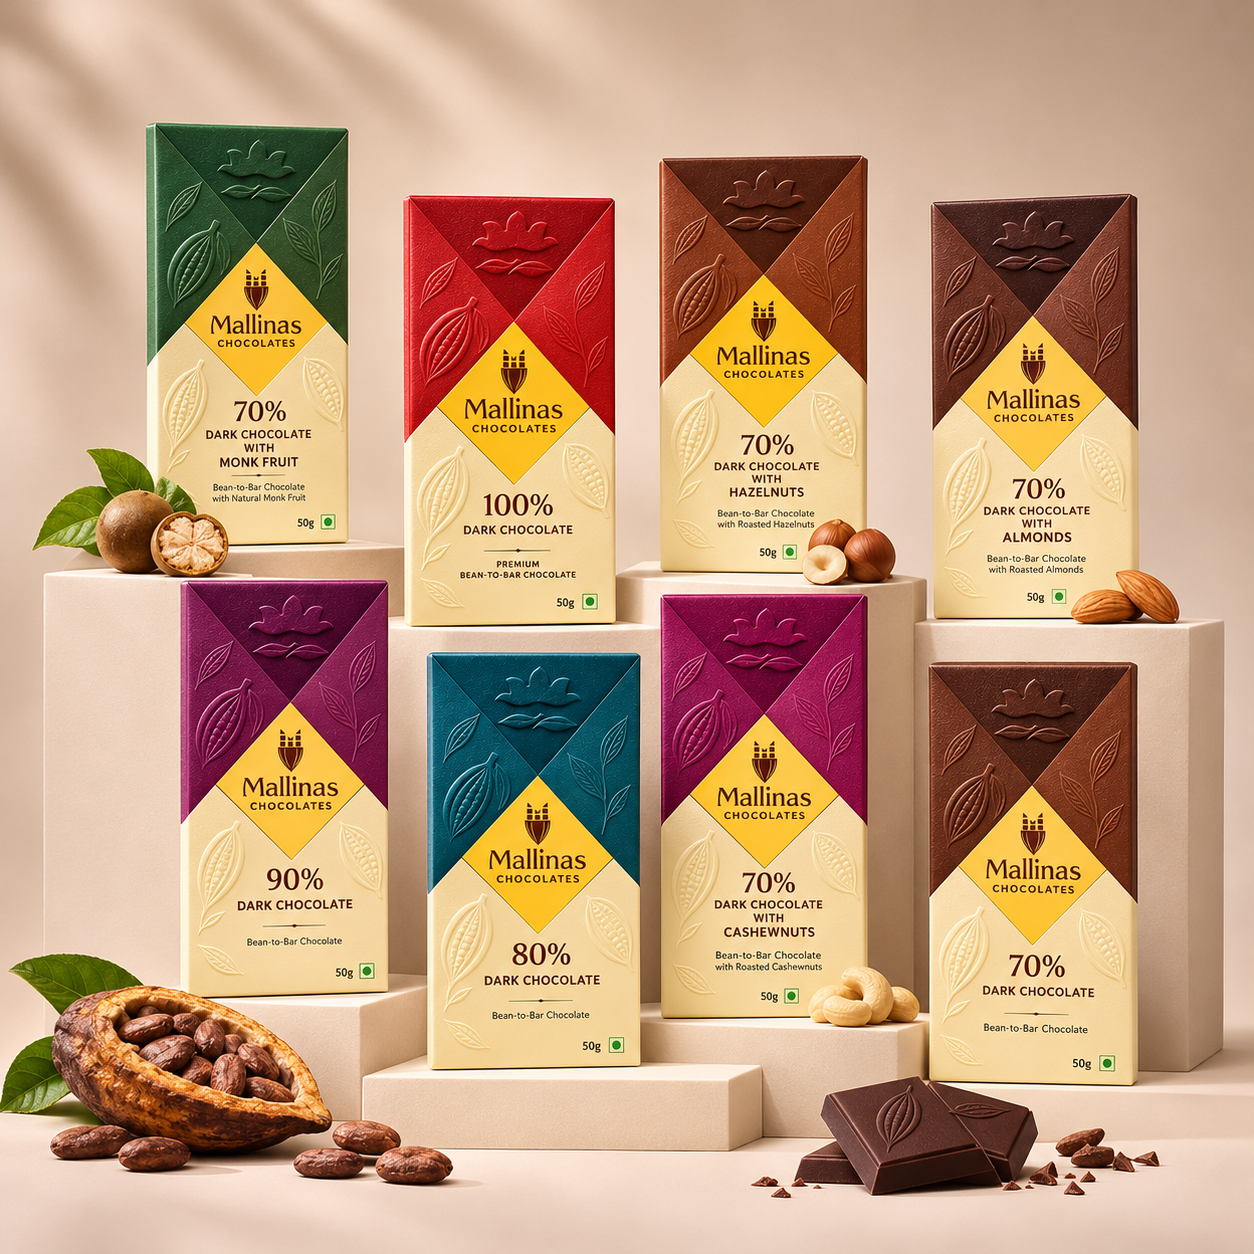 Mallinas
CHOCOLATES
70%
DARK CHOCOLATE
WITH
MONK FRUIT
Bean-to-Bar Chocolate
with Natural Monk Fruit
50g
Mallinas
CHOCOLATES
100%
DARK CHOCOLATE
PREMIUM
BEAN-TO-BAR CHOCOLATE
50g
Mallinas
CHOCOLATES
70%
DARK CHOCOLATE
WITH
HAZELNUTS
Bean-to-Bar Chocolate
with Roasted Hazelnuts
50g
Mallinas
CHOCOLATES
70%
DARK CHOCOLATE
WITH
ALMONDS
Bean-to-Bar Chocolate
with Roasted Almonds
50g
Mallinas
CHOCOLATES
90%
DARK CHOCOLATE
Bean-to-Bar Chocolate
50g
Mallinas
CHOCOLATES
80%
DARK CHOCOLATE
Bean-to-Bar Chocolate
50g
Mallinas
CHOCOLATES
70%
DARK CHOCOLATE
WITH
CASHEWNUTS
Bean-to-Bar Chocolate
with Roasted Cashewnuts
50g
Mallinas
CHOCOLATES
70%
DARK CHOCOLATE
Bean-to-Bar Chocolate
50g